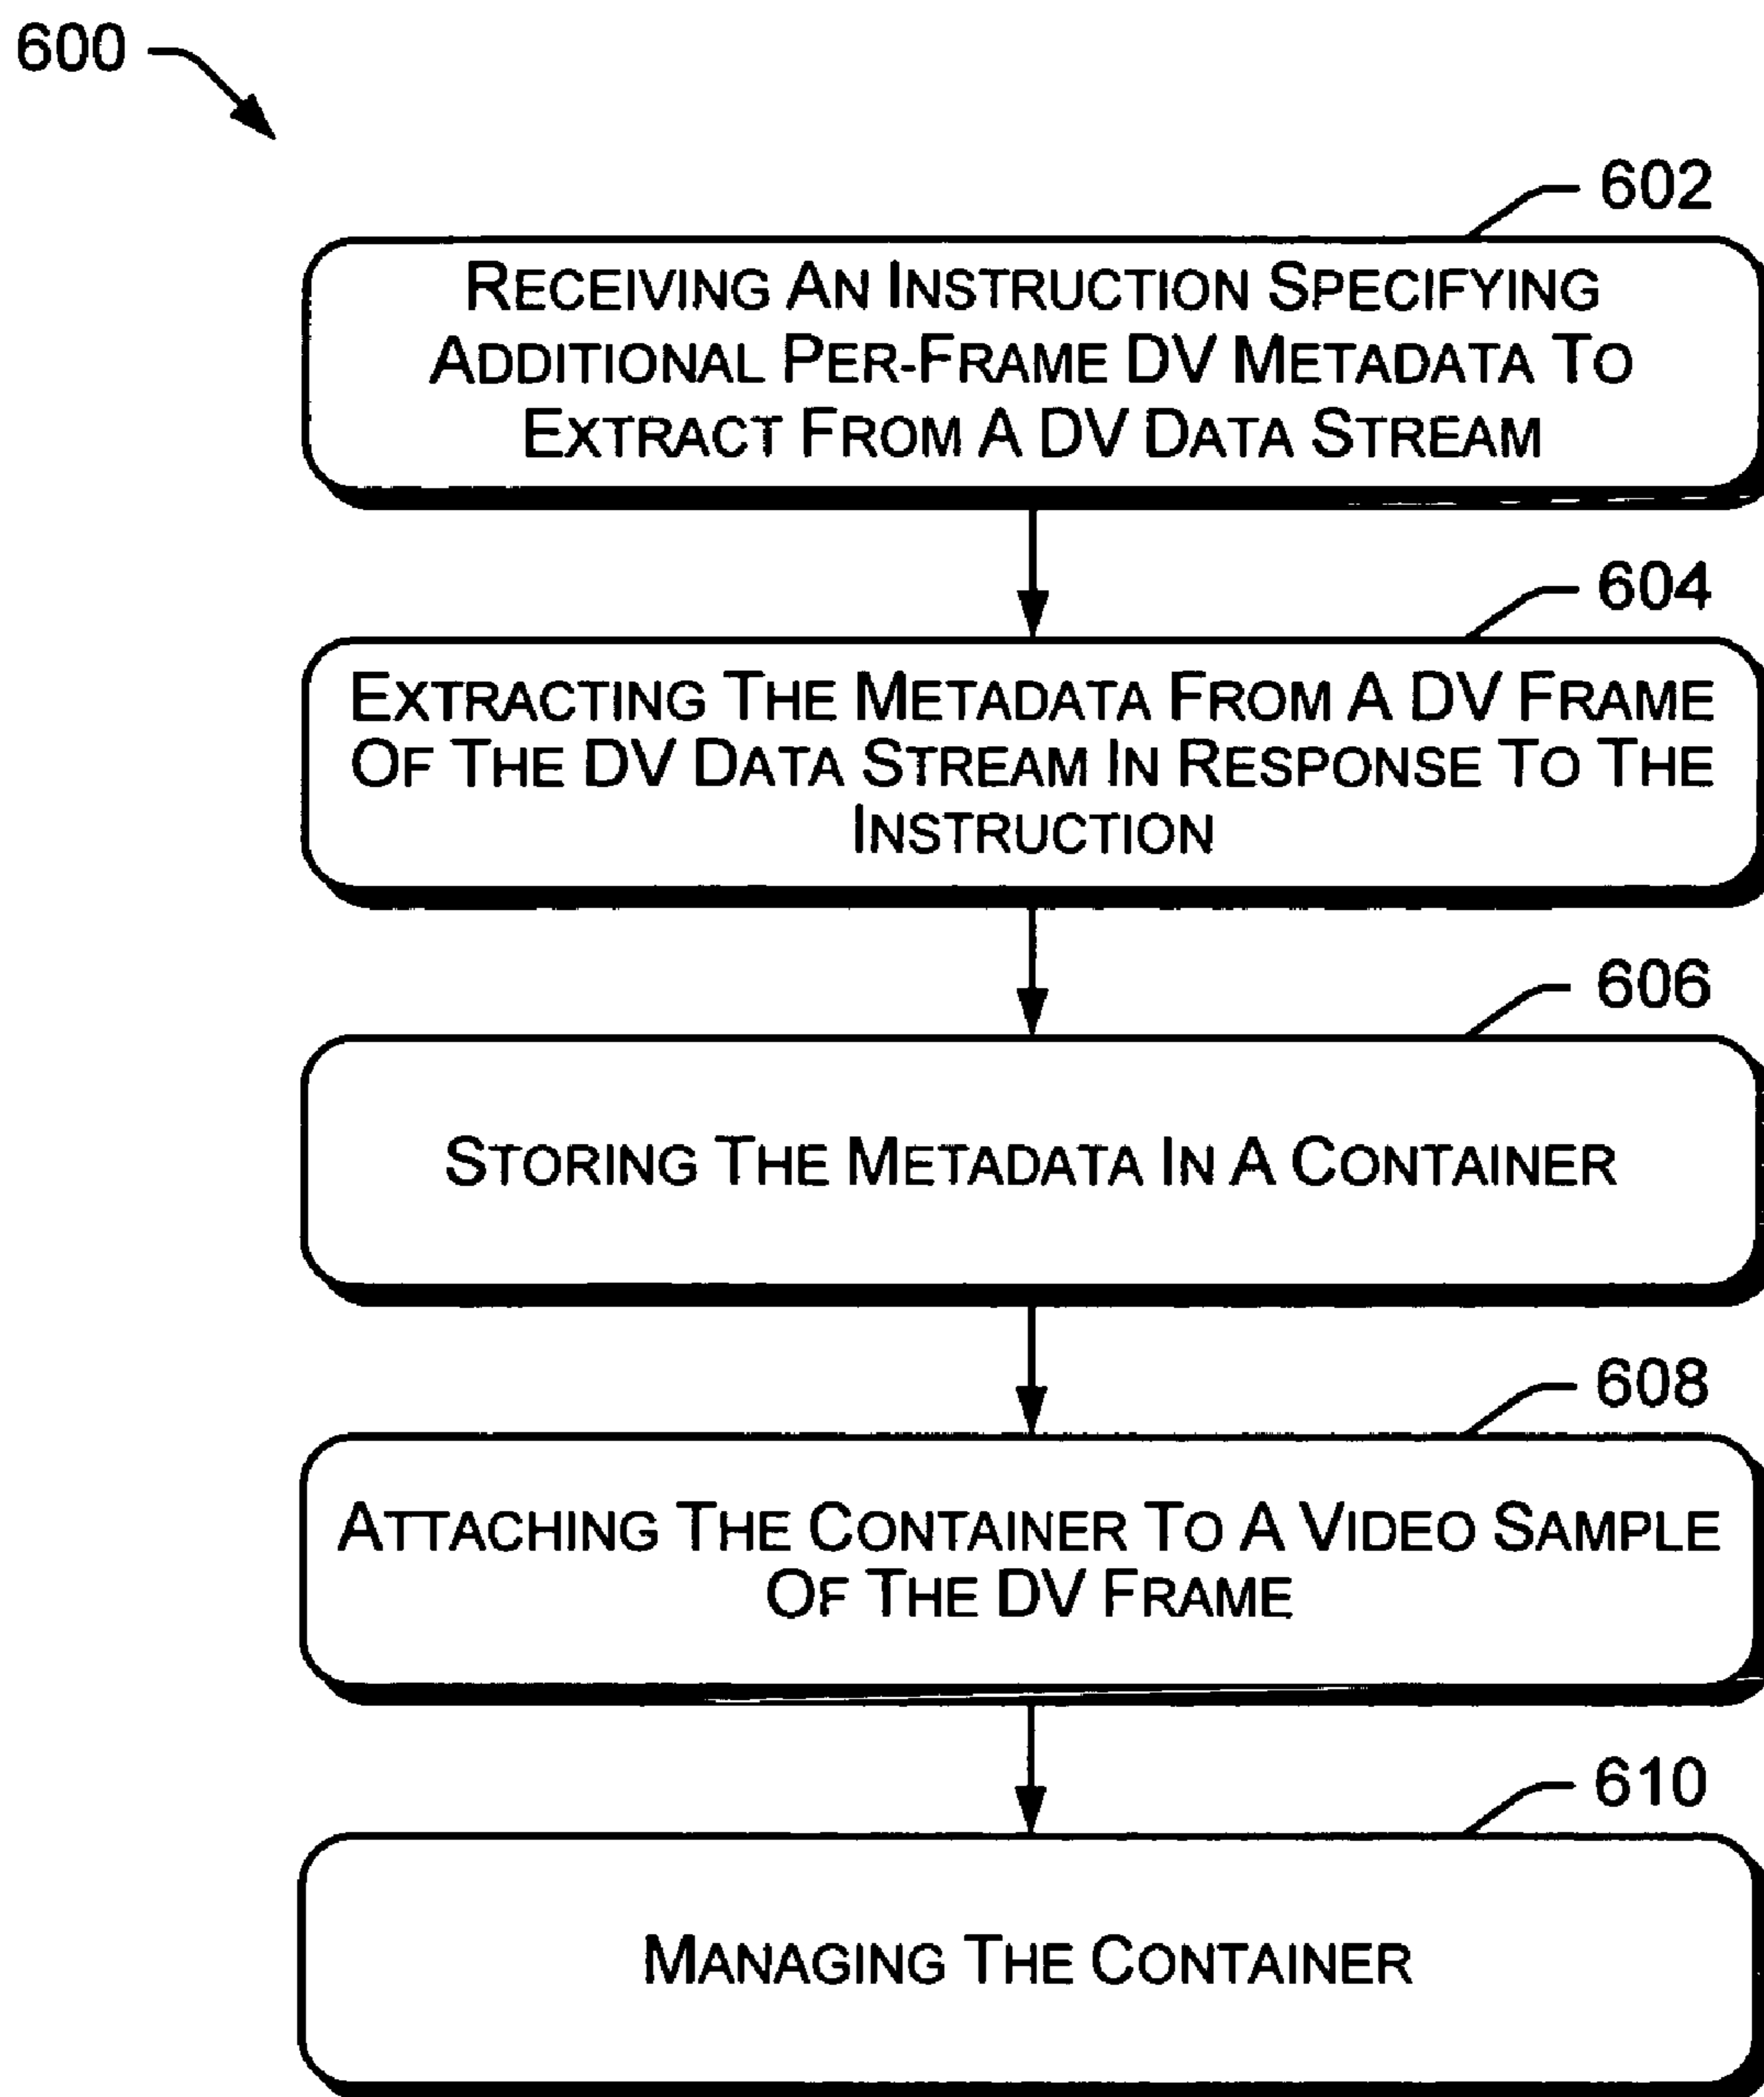 600
602
RECEIVING AN INSTRUCTION SPECIFYING
ADDITIONAL PER-FRAME DV METADATA TO
EXTRACT FROM A DV DATA STREAM
604
EXTRACTING THE METADATA FROM A DV FRAME
OF THE DV DATA STREAM IN RESPONSE TO THE
INSTRUCTION
606
STORING THE METADATA IN A CONTAINER
608
ATTACHING THE CONTAINER TO A VIDEO SAMPLE
OF THE DV FRAME
610
MANAGING THE CONTAINER